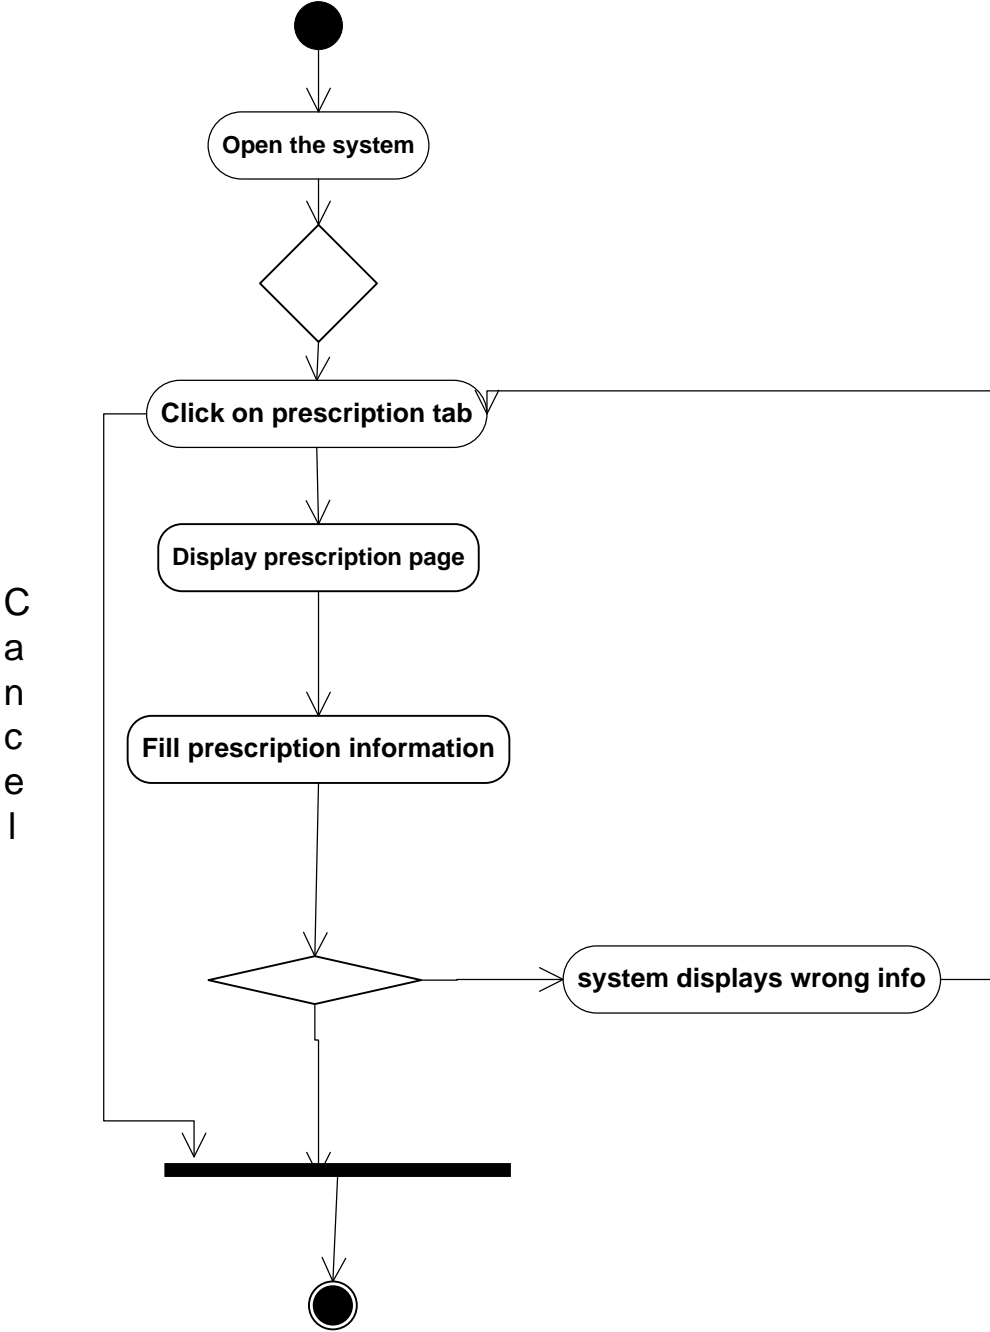 Open the system
Click on prescription tab
Display prescription page
C
a
n
c
e
l
Fill prescription information
system displays wrong info